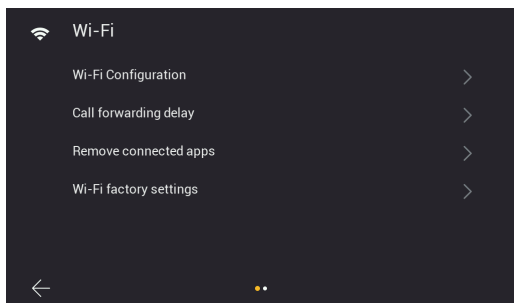 Wi-Fi
Wi-Fi Configuration
Call forwarding delay
Remove connected apps
Wi-Fi factory settings